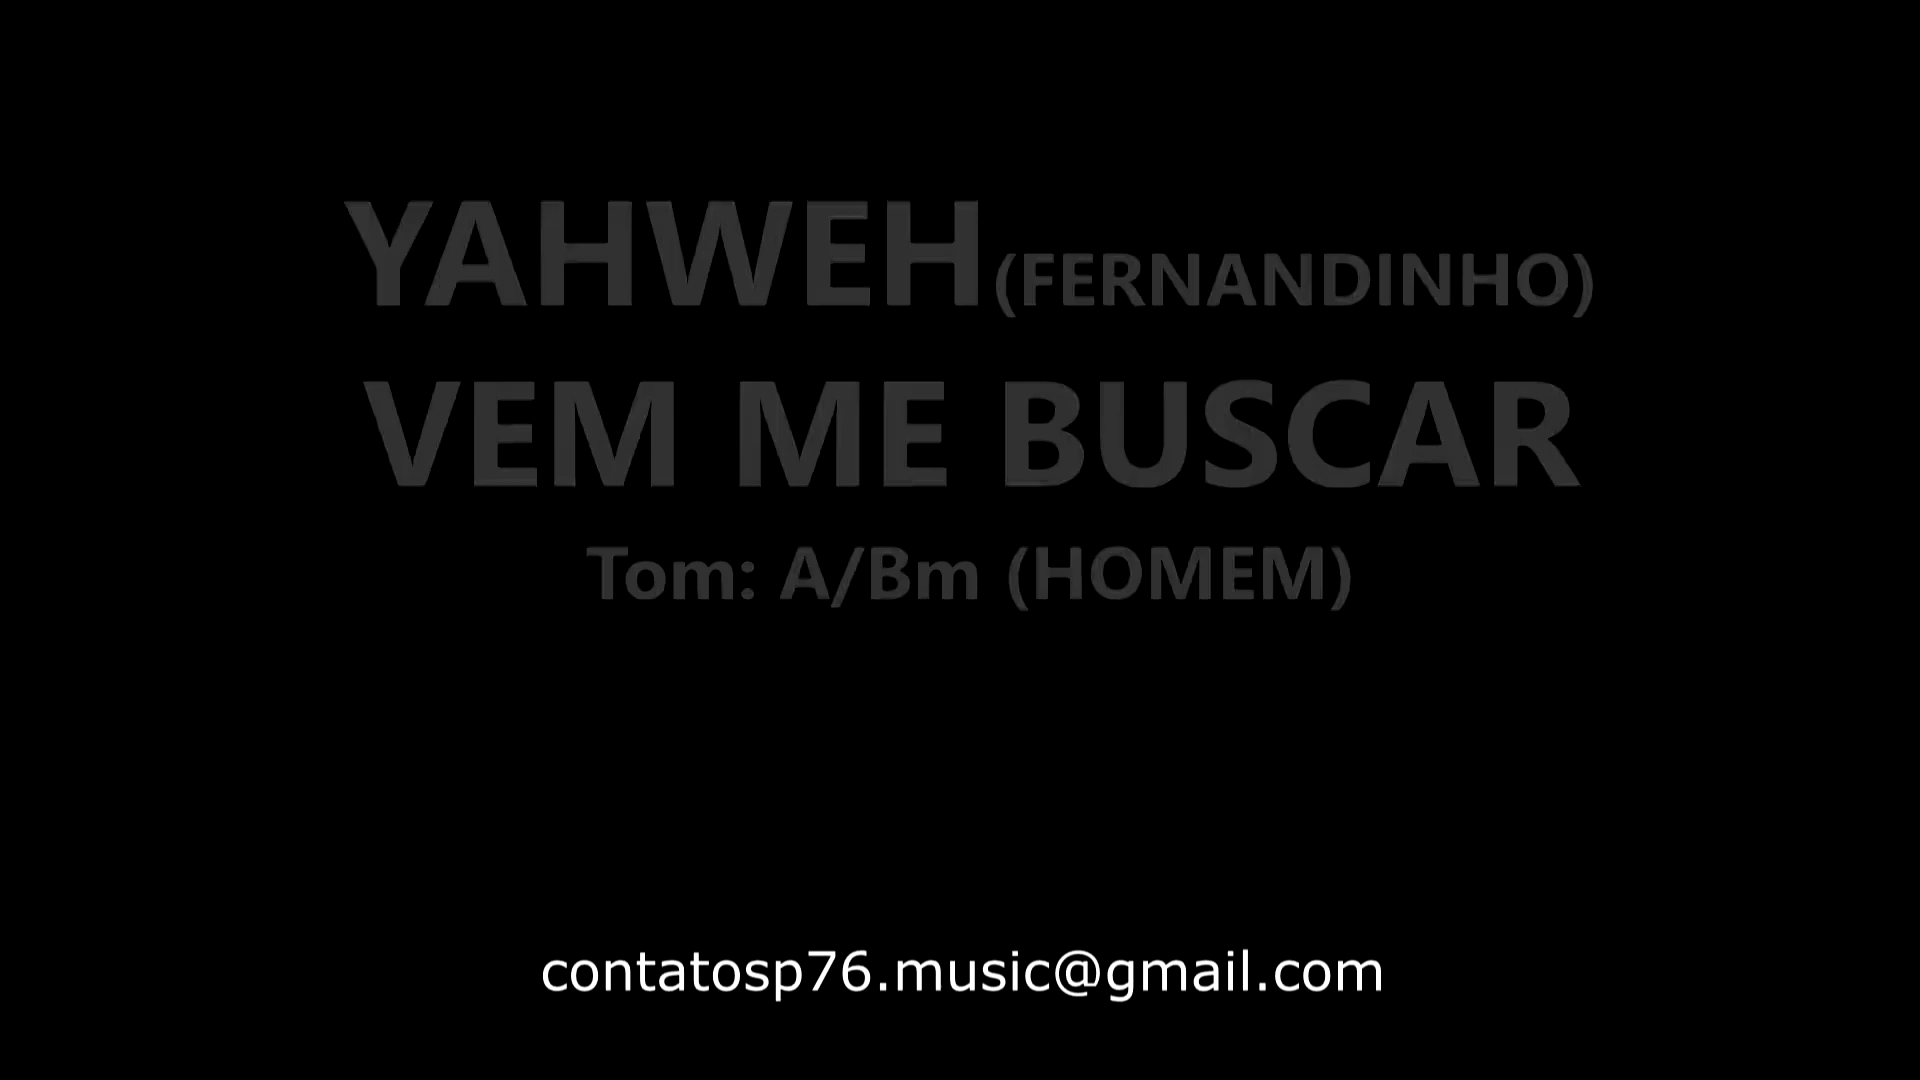 YAHWEH (FERNANDINHO)
VEM ME BUSCAR
Tom: A/Bm (HOMEM)
contatosp76.music@gmail.com